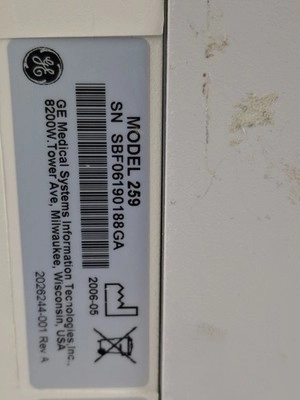 MODEL 259
SN SBF06190188GA
2006-05
GE Medical Systems Information Technologies, Inc.
8200W.Tower Ave, Milwaukee, Wisconsin, USA
2026244-001 Rev A